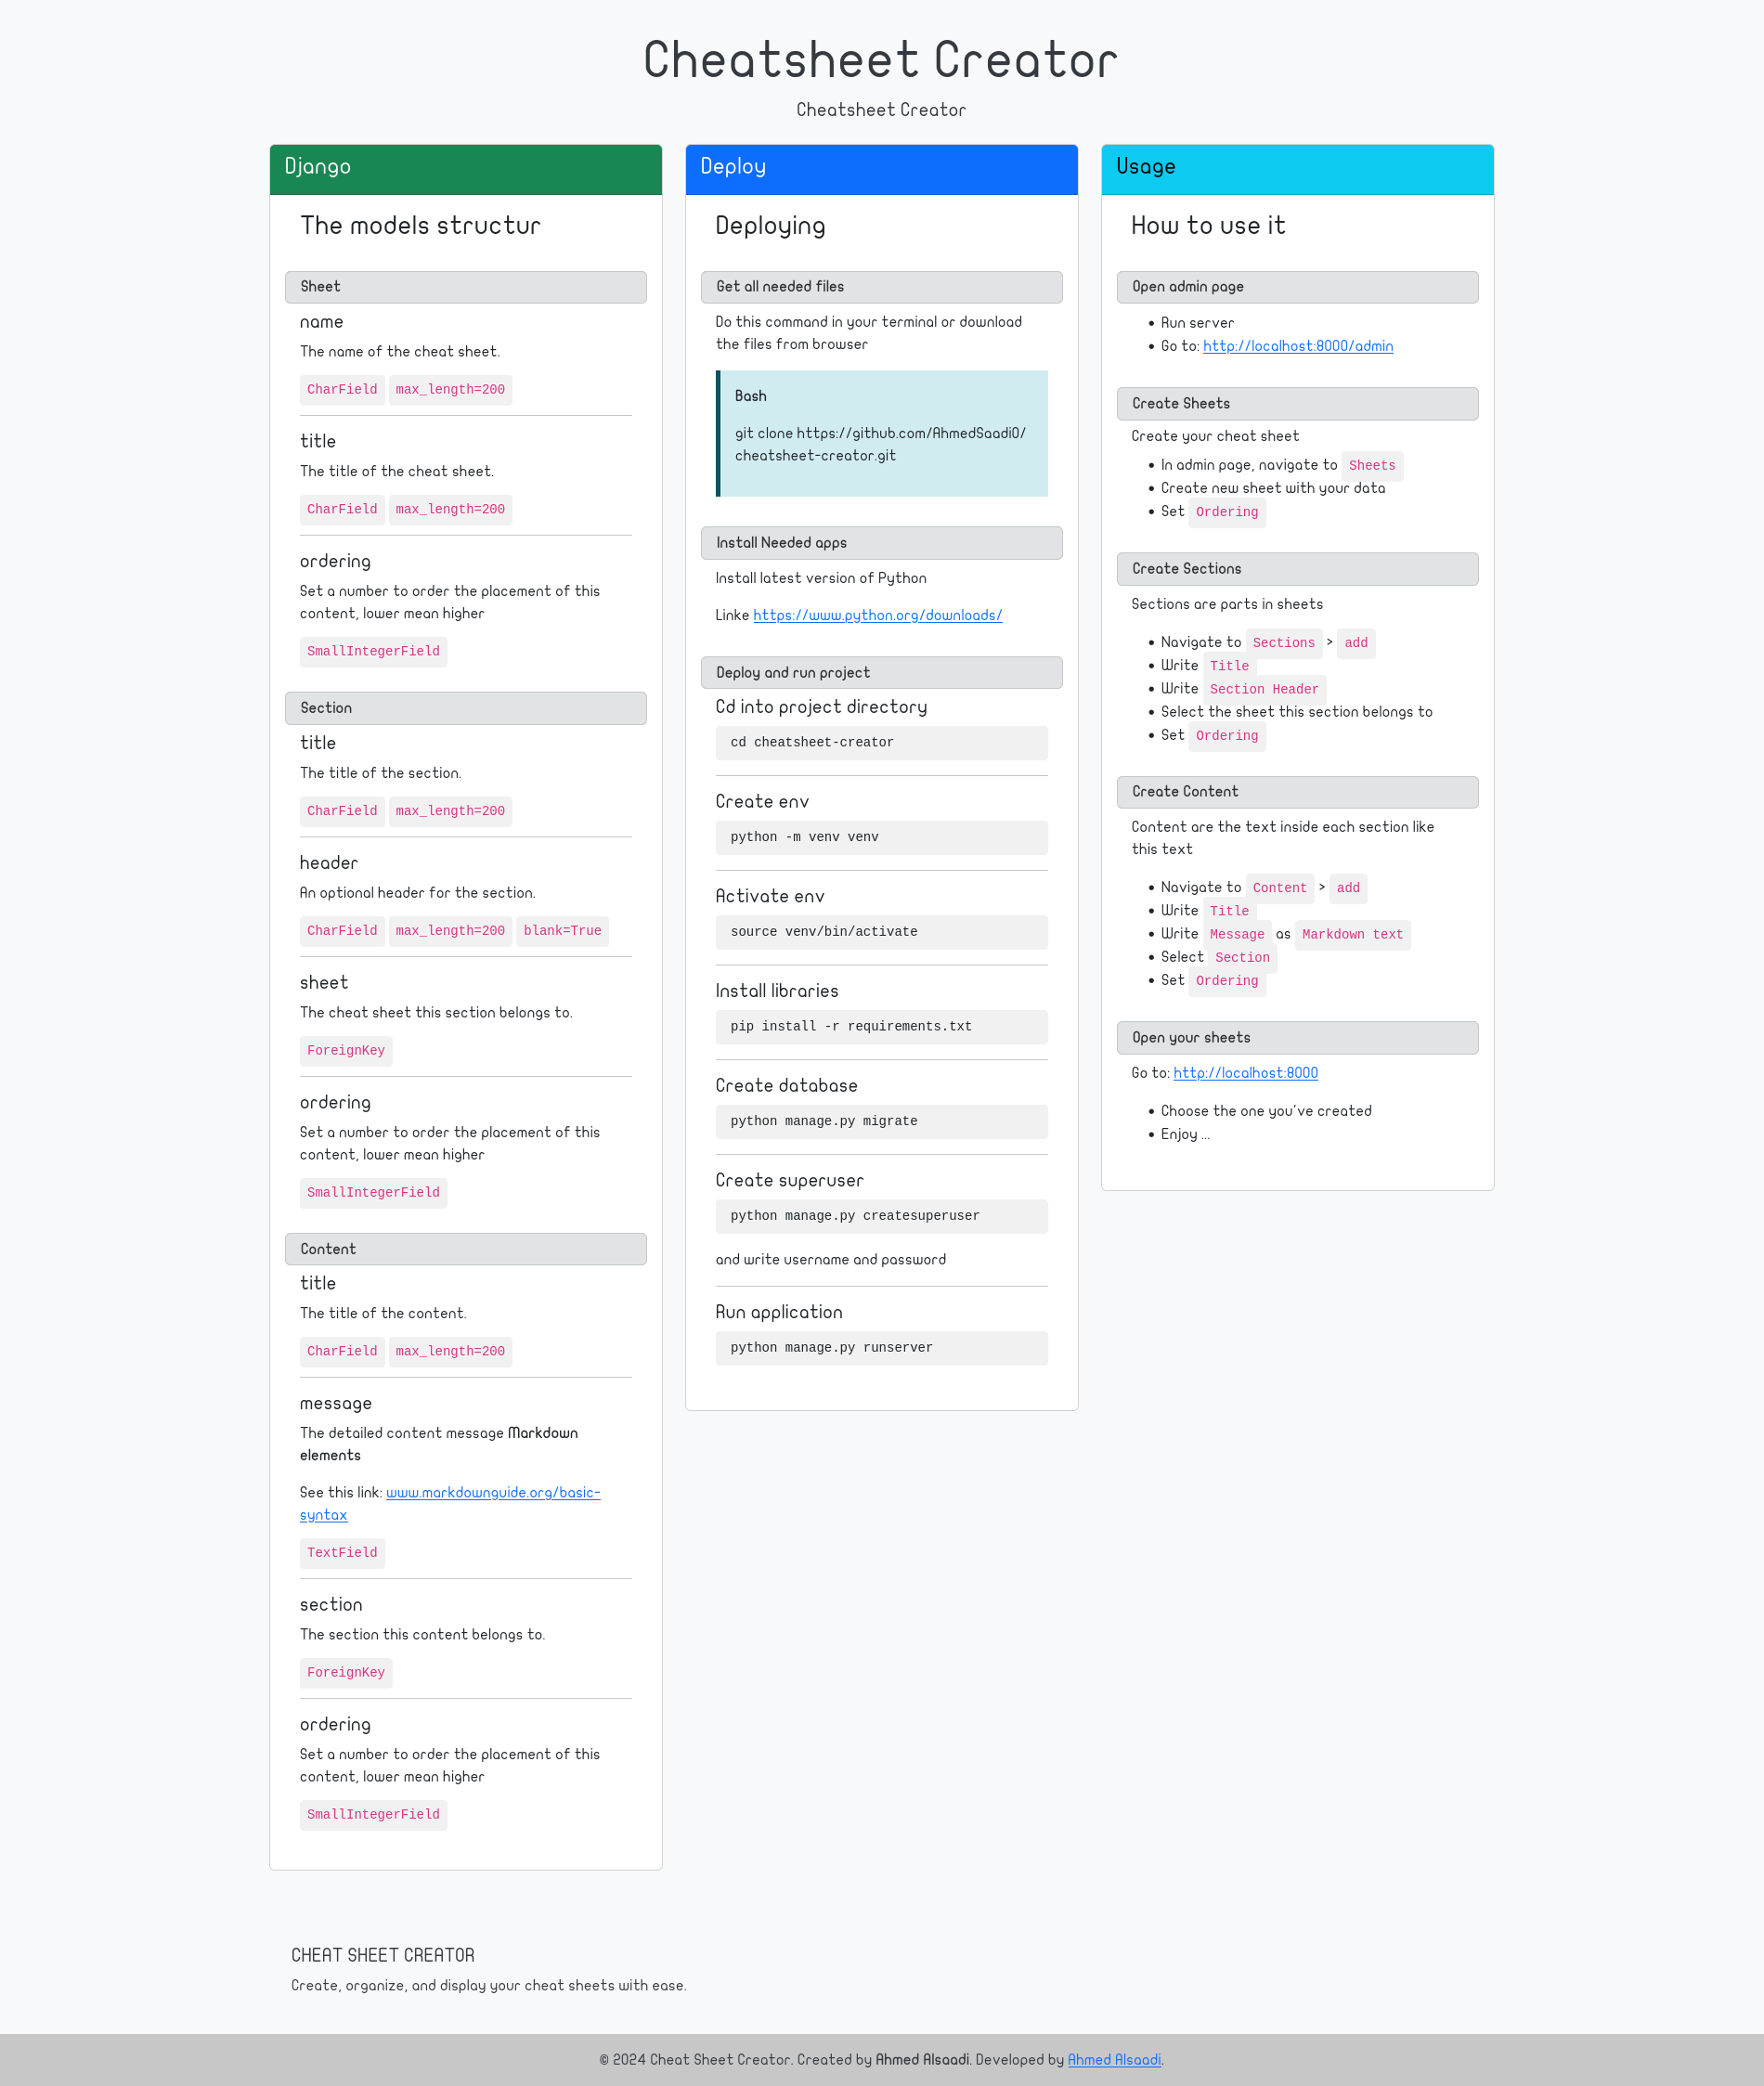 Cheatsheet Creator
Cheatsheet Creator
Django
The models structur
Sheet
name
The name of the cheat sheet.
CharField max_length=200
title
The title of the cheat sheet.
CharField max_length=200
ordering
Set a number to order the placement of this
content, lower mean higher
SmallIntegerField
Section
title
The title of the section.
CharField max_length=200
header
An optional header for the section.
CharField max_length=200 blank=True
sheet
The cheat sheet this section belongs to.
ForeignKey
ordering
Set a number to order the placement of this
content, lower mean higher
SmallIntegerField
Content
title
The title of the content.
CharField max_length=200
message
The detailed content message Markdown
elements
See this link: www.markdownguide.org/basic-
syntax
TextField
section
The section this content belongs to.
ForeignKey
ordering
Set a number to order the placement of this
content, lower mean higher
SmallIntegerField
Deploy
Deploying
Get all needed files
Do this command in your terminal or download
the files from browser
Bash
git clone https://github.com/AhmedSaadi0/
cheatsheet-creator.git
Install Needed apps
Install latest version of Python
Linke https://www.python.org/downloads/
Deploy and run project
Cd into project directory
cd cheatsheet-creator
Create env
python -m venv venv
Activate env
source venv/bin/activate
Install libraries
pip install -r requirements.txt
Create database
python manage.py migrate
Create superuser
python manage.py createsuperuser
and write username and password
Run application
python manage.py runserver
Usage
How to use it
Open admin page
• Run server
• Go to: http://localhost:8000/admin
Create Sheets
Create your cheat sheet
• In admin page, navigate to Sheets
• Create new sheet with your data
• Set Ordering
Create Sections
Sections are parts in sheets
• Navigate to Sections > add
• Write Title
• Write Section Header
• Select the sheet this section belongs to
• Set Ordering
Create Content
Content are the text inside each section like
this text
• Navigate to Content > add
• Write Title
• Write Message as Markdown text
• Select Section
• Set Ordering
Open your sheets
Go to: http://localhost:8000
• Choose the one you've created
• Enjoy ...
CHEAT SHEET CREATOR
Create, organize, and display your cheat sheets with ease.
© 2024 Cheat Sheet Creator. Created by Ahmed Alsaadi. Developed by Ahmed Alsaadi.